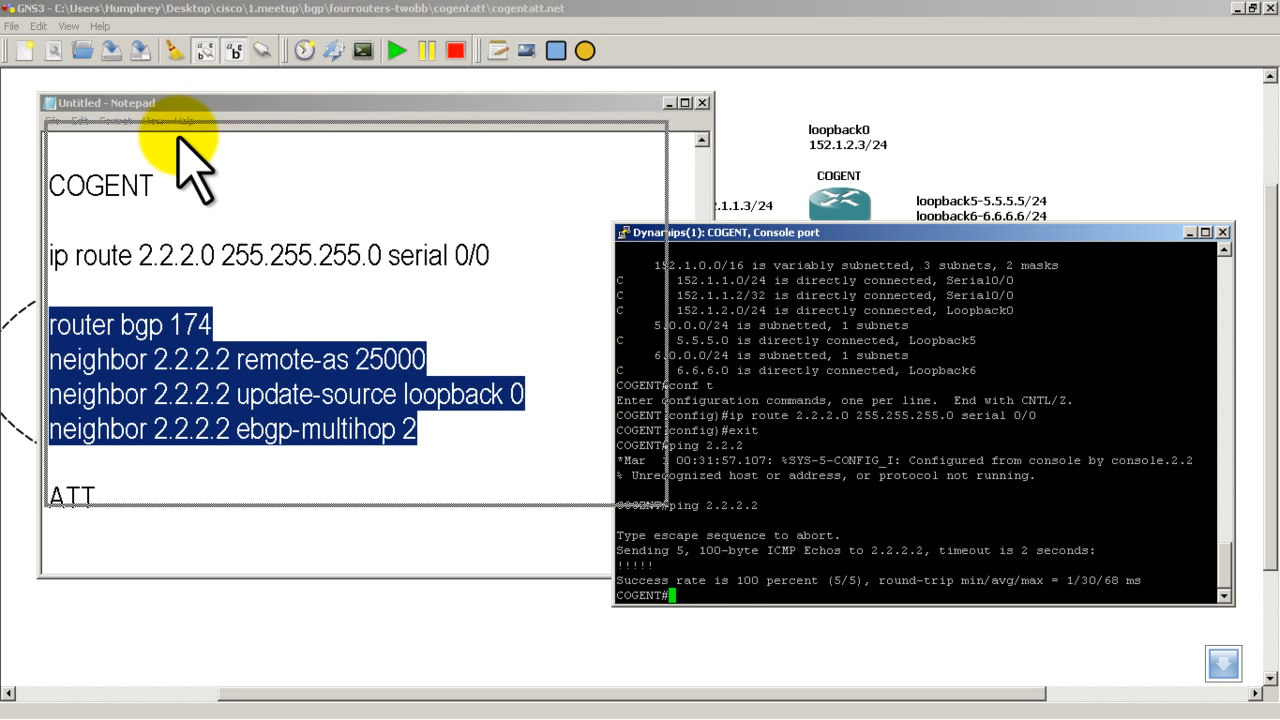 GNS3 - C:\Users\Humphrey\Desktop\cisco\1.meetup\bgp\fourrouters-twobb\cogentatt\cogentatt.net
File Edit View Help
Untitled - Notepad
File Edit Format View Help
COGENT
ip route 2.2.2.0 255.255.255.0 serial 0/0
router bgp 174
neighbor 2.2.2.2 remote-as 25000
neighbor 2.2.2.2 update-source loopback 0
neighbor 2.2.2.2 ebgp-multihop 2
ATT
loopback0
152.1.2.3/24
COGENT
.1.1.3/24
loopback5-5.5.5.5/24
loopback6-6.6.6.6/24
Dynamips(1): COGENT, Console port
152.1.0.0/16 is variably subnetted, 3 subnets, 2 masks
C 152.1.1.0/24 is directly connected, Serial0/0
C 152.1.1.2/32 is directly connected, Serial0/0
C 152.1.2.0/24 is directly connected, Loopback0
5.0.0.0/24 is subnetted, 1 subnets
C 5.5.5.0 is directly connected, Loopback5
6.0.0.0/24 is subnetted, 1 subnets
C 6.6.6.0 is directly connected, Loopback6
COGENT#conf t
Enter configuration commands, one per line. End with CNTL/Z.
COGENT(config)#ip route 2.2.2.0 255.255.255.0 serial 0/0
COGENT(config)#exit
COGENT#ping 2.2.2
*Mar 1 00:31:57.107: %SYS-5-CONFIG_I: Configured from console by console.2.2
% Unrecognized host or address, or protocol not running.
COGENT#ping 2.2.2.2
Type escape sequence to abort.
Sending 5, 100-byte ICMP Echos to 2.2.2.2, timeout is 2 seconds:
!!!!!
Success rate is 100 percent (5/5), round-trip min/avg/max = 1/30/68 ms
COGENT#